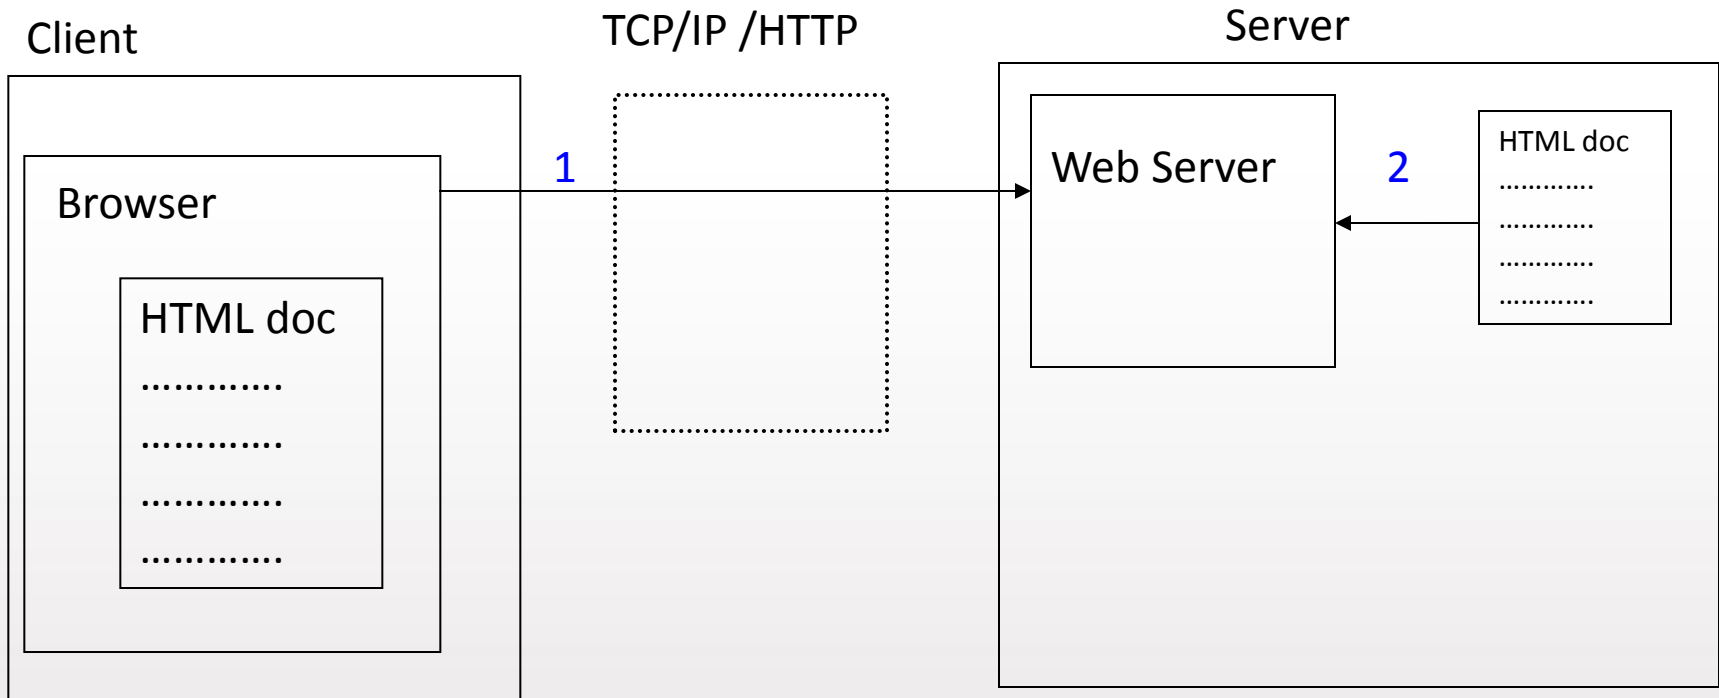 Client
TCP/IP /HTTP
Server
Browser
HTML doc
………….
………….
………….
………….
1
Web Server
2
HTML doc
………….
………….
………….
………….